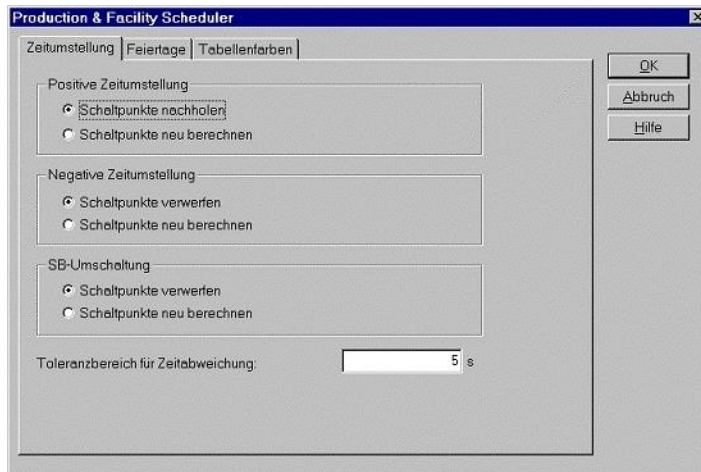 Production & Facility Scheduler
Zeitumstellung Feiertage Tabellenfarben
OK
Abbruch
Hilfe
Positive Zeitumstellung
Schaltpunkte nachholen
Schaltpunkte neu berechnen
Negative Zeitumstellung
Schaltpunkte verwerfen
Schaltpunkte neu berechnen
SB-Umschaltung
Schaltpunkte verwerfen
Schaltpunkte neu berechnen
Toleranzbereich für Zeitabweichung: 5 s